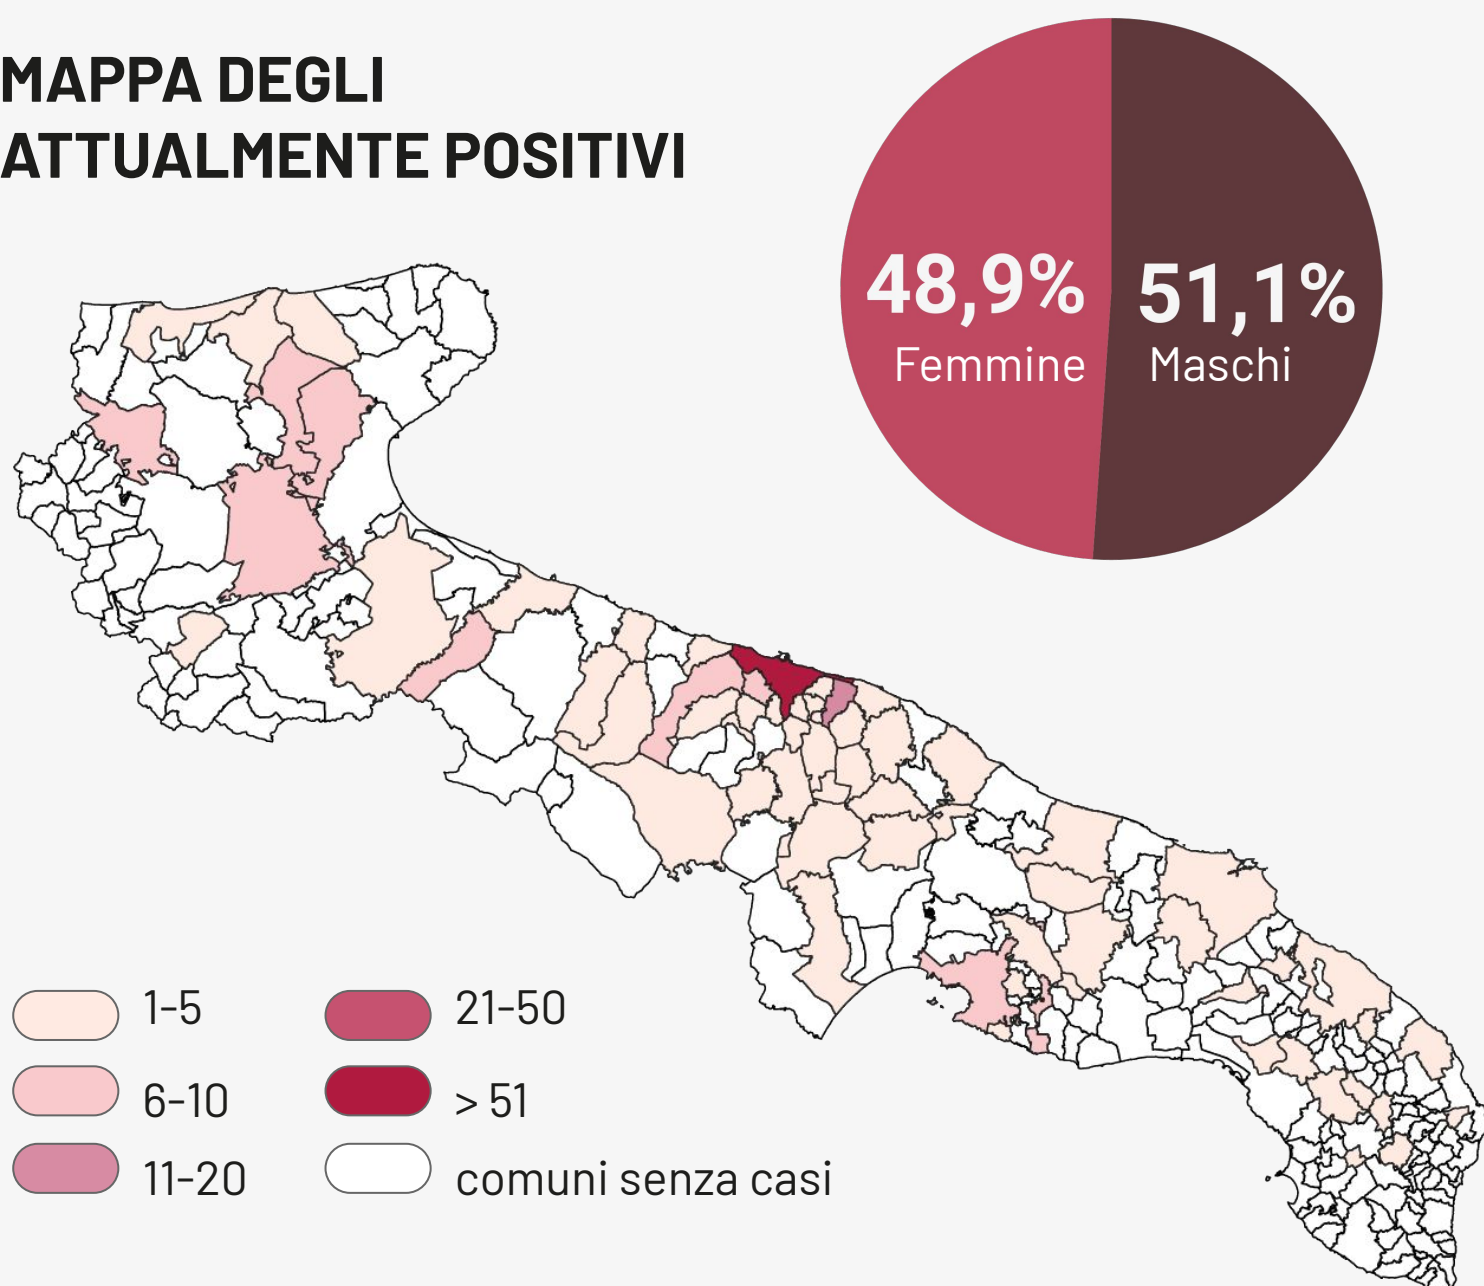 MAPPA DEGLI
ATTUALMENTE POSITIVI
48,9%
Femmine
51,1%
Maschi
1-5
6-10
11-20
21-50
> 51
comuni senza casi